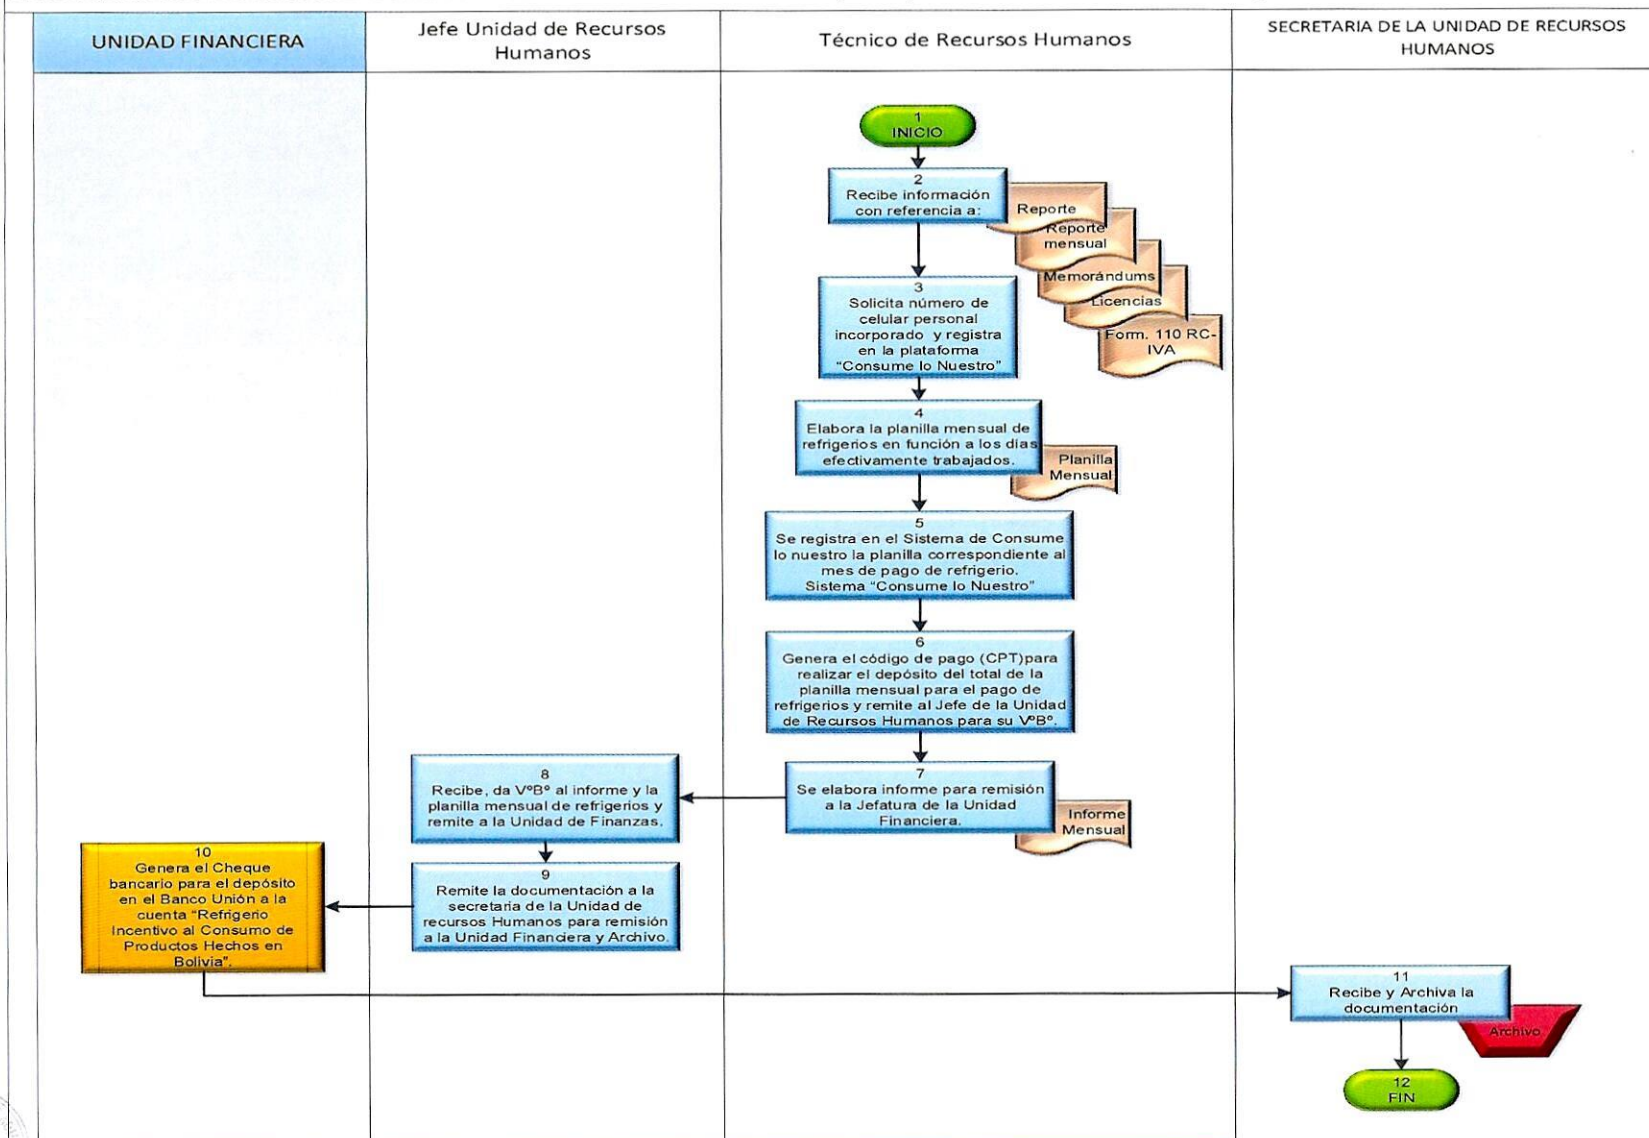 UNIDAD FINANCIERA
Jefe Unidad de Recursos
Humanos
Técnico de Recursos Humanos
SECRETARIA DE LA UNIDAD DE RECURSOS
HUMANOS
1
INICIO
2
Recibe información
con referencia a:
Reporte
Reporte
mensual
Memorándums
Licencias
Form. 110 RC-
IVA
3
Solicita número de
celular personal
incorporado y registra
en la plataforma
“Consume lo Nuestro”
4
Elabora la planilla mensual de
refrigerios en función a los días
efectivamente trabajados.
Planilla
Mensual
5
Se registra en el Sistema de Consume
lo nuestro la planilla correspondiente al
mes de pago de refrigerio.
Sistema “Consume lo Nuestro”
6
Genera el código de pago (CPT)para
realizar el depósito del total de la
planilla mensual para el pago de
refrigerios y remite al Jefe de la Unidad
de Recursos Humanos para su VºBº.
7
Se elabora informe para remisión
a la Jefatura de la Unidad
Financiera.
Informe
Mensual
8
Recibe, da VºBº al informe y la
planilla mensual de refrigerios y
remite a la Unidad de Finanzas.
9
Remite la documentación a la
secretaria de la Unidad de
recursos Humanos para remisión
a la Unidad Financiera y Archivo.
10
Genera el Cheque
bancario para el depósito
en el Banco Unión a la
cuenta “Refrigerio
Incentivo al Consumo de
Productos Hechos en
Bolivia”.
11
Recibe y Archiva la
documentación
Archivo
12
FIN